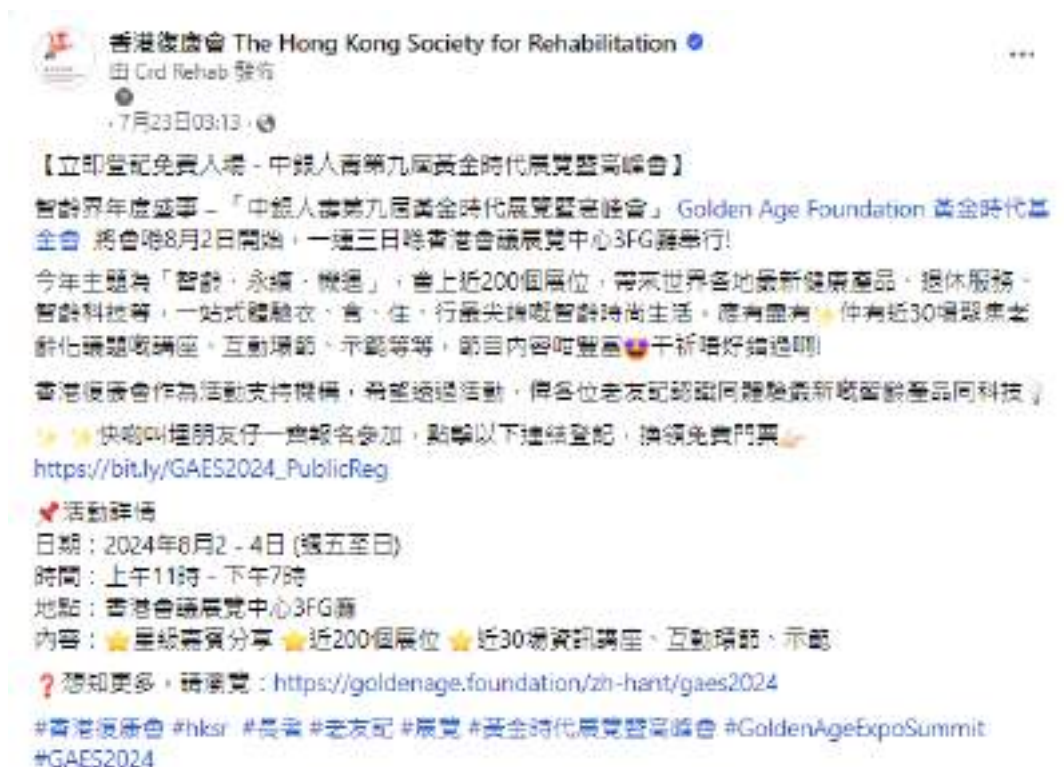 香港復康會 The Hong Kong Society for Rehabilitation
由 Crd Rehab 發佈
· 7月23日03:13 ·
【立即登記免費入場 - 中銀人壽第九屆黃金時代展覽暨高峰會】
智齡界年度盛事 – 「中銀人壽第九屆黃金時代展覽暨高峰會」 Golden Age Foundation 黃金時代基
金會 將會喺8月2日開始，一連三日喺香港會議展覽中心3FG廳舉行!
今年主題為「智齡．永續．機遇」，會上近200個展位，帶來世界各地最新健康產品、退休服務、
智齡科技等，一站式體驗衣、食、住、行最尖端嘅智齡時尚生活，應有盡有✨仲有近30場聚焦老
齡化議題嘅講座、互動環節、示範等等，節目內容咁豐富🤩千祈唔好錯過喇!
香港復康會作為活動支持機構，希望透過活動，俾各位老友記認識同體驗最新嘅智齡產品同科技
✨ ✨快啲叫埋朋友仔一齊報名參加，點擊以下連結登記，換領免費門票👉🏻
https://bit.ly/GAES2024_PublicReg
📌活動詳情
日期：2024年8月2 - 4日 (週五至日)
時間：上午11時 - 下午7時
地點：香港會議展覽中心3FG廳
內容：⭐星級嘉賓分享 ⭐近200個展位 ⭐近30場資訊講座、互動環節、示範
❓想知更多，請瀏覽：https://goldenage.foundation/zh-hant/gaes2024
#香港復康會 #hksr #長者 #老友記 #展覽 #黃金時代展覽暨高峰會 #GoldenAgeExpoSummit
#GAES2024